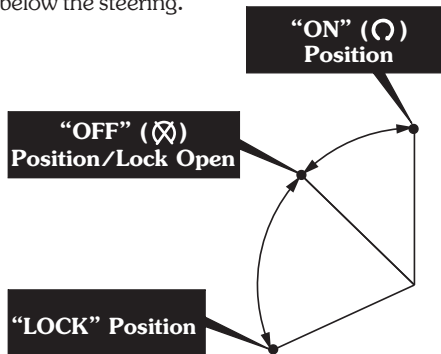 below the steering.
“ON” (Ω)
Position
“OFF” (⊗)
Position/Lock Open
“LOCK” Position